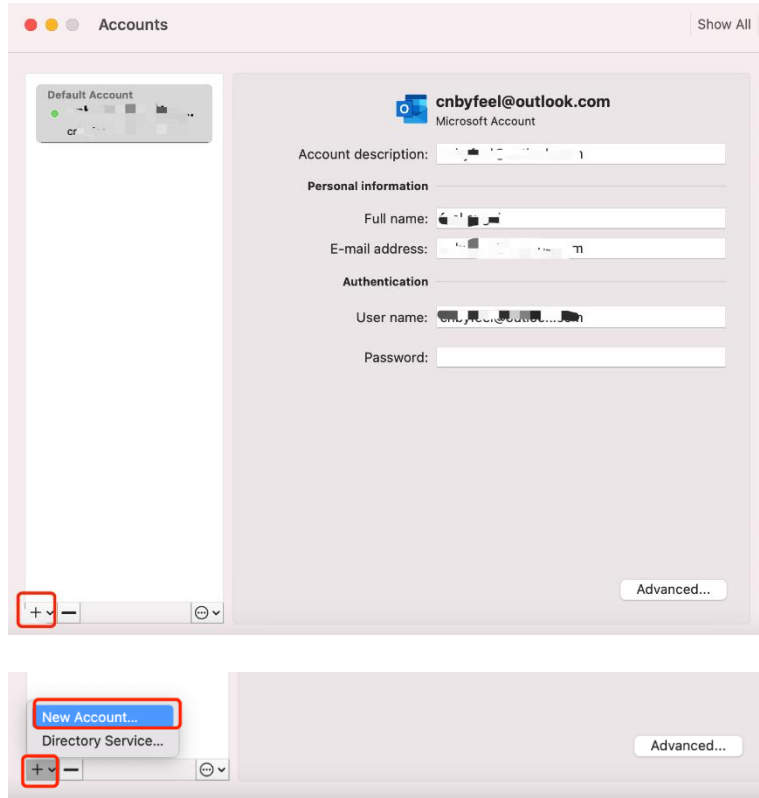 Accounts
Show All
Default Account
cnbyfeel@outlook.com
Microsoft Account
Account description:
Personal information
Full name:
E-mail address:
Authentication
User name:
Password:
Advanced...
New Account...
Directory Service...
Advanced...